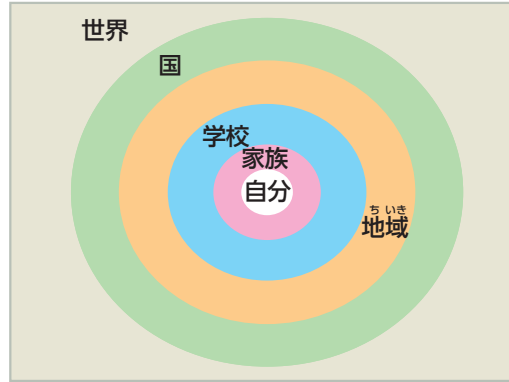 世界
国
学校
家族
自分
ちいき
地域